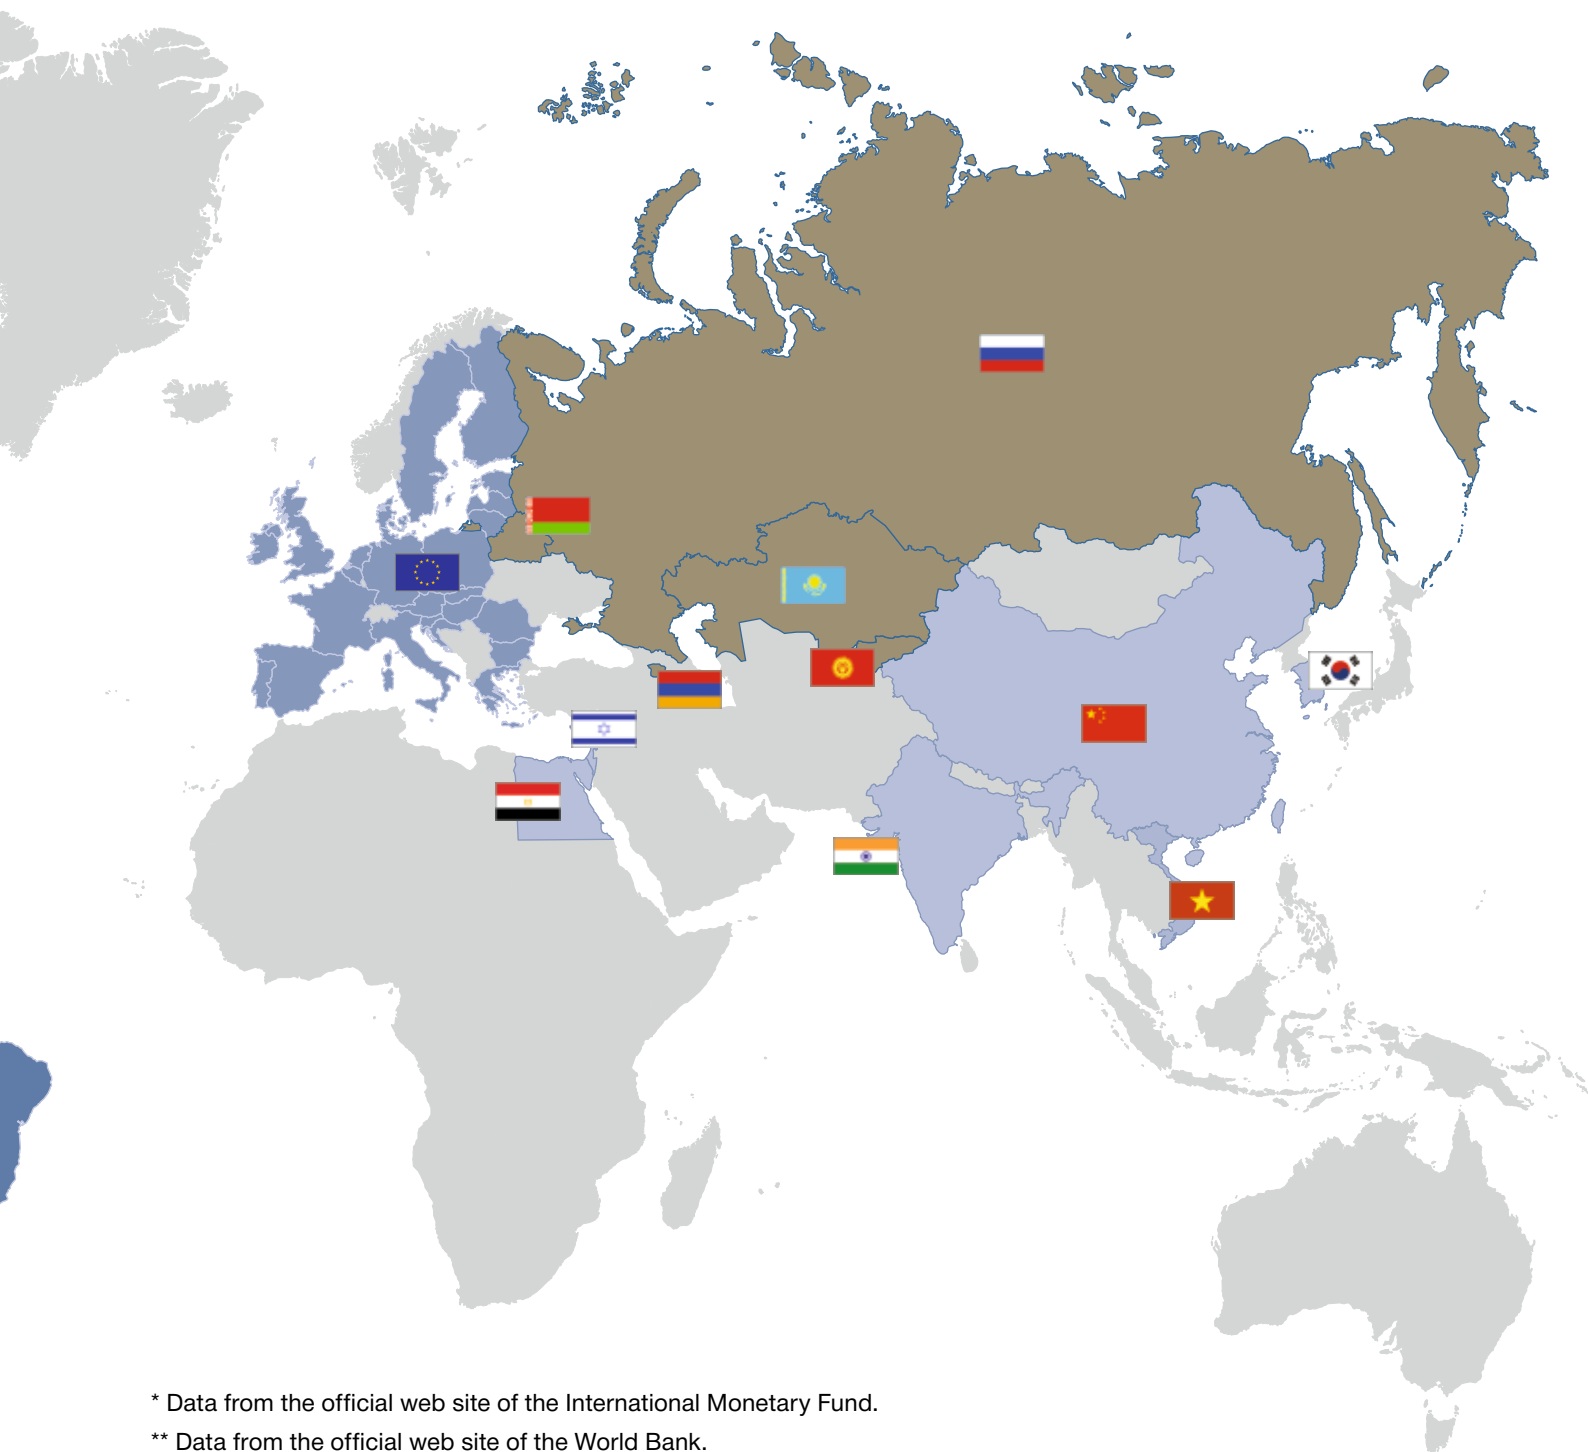 * Data from the official web site of the International Monetary Fund.
** Data from the official web site of the World Bank.